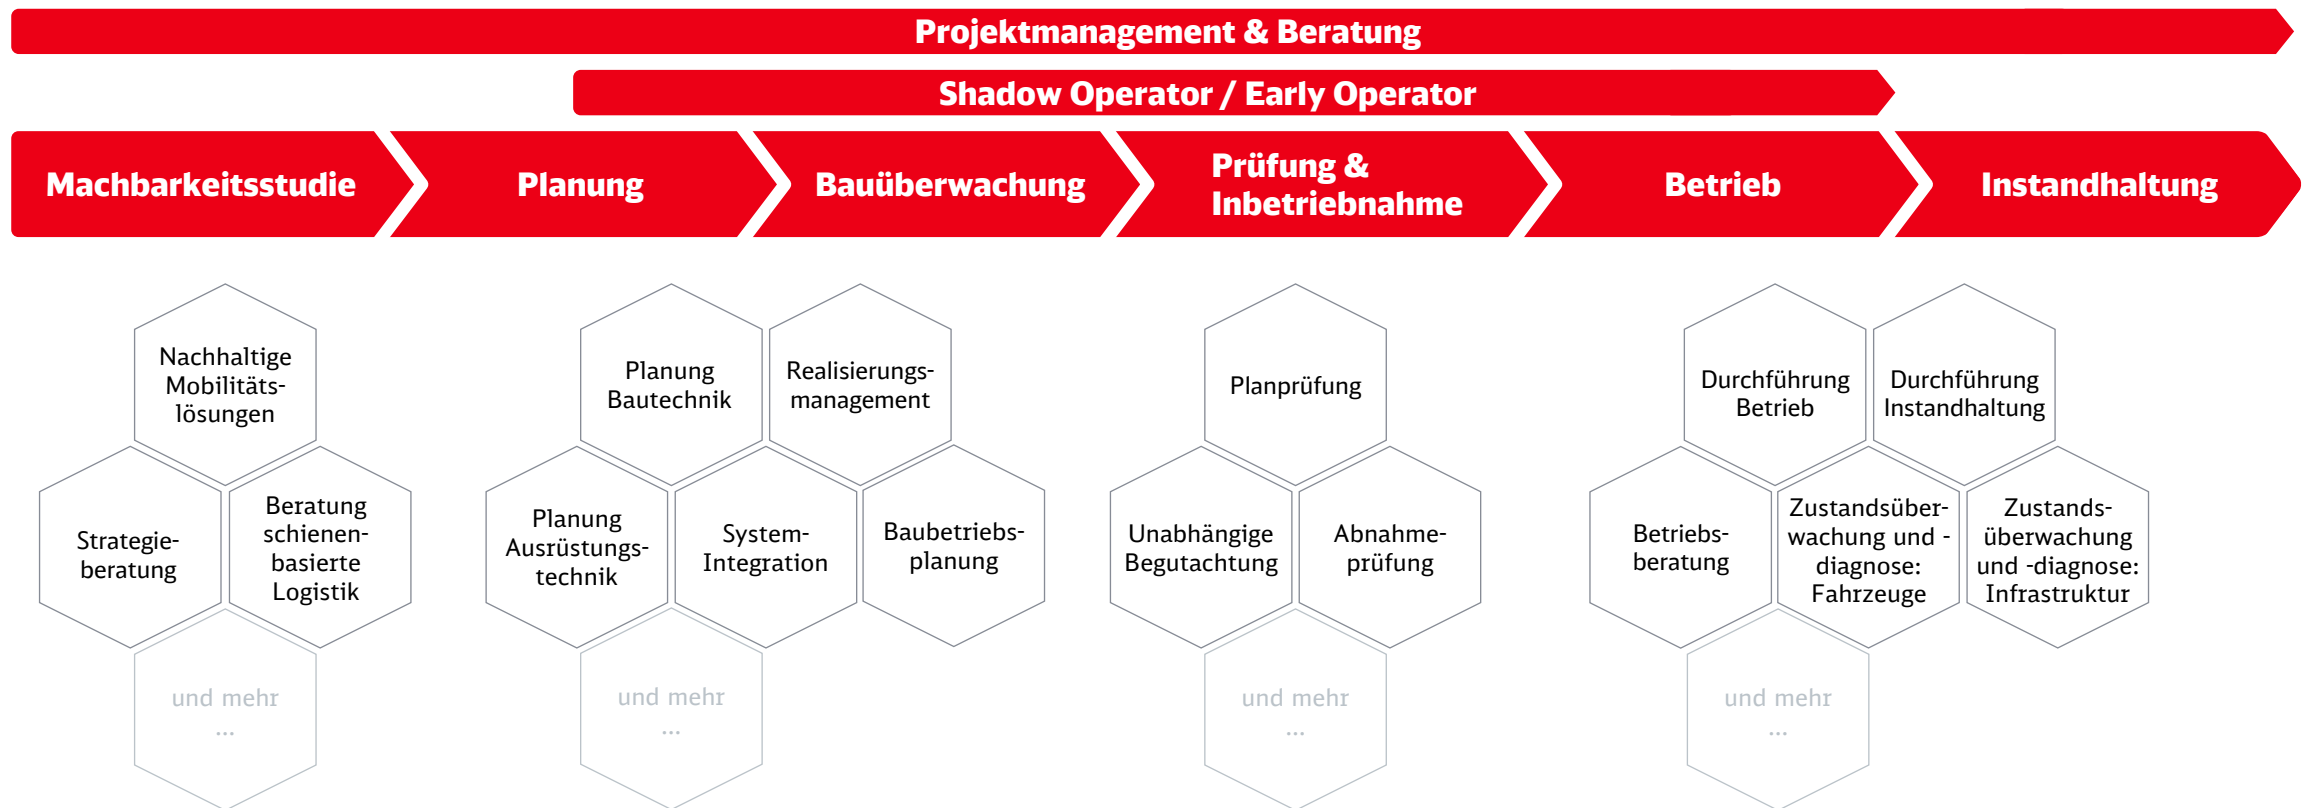 Projektmanagement & Beratung
Shadow Operator / Early Operator
Machbarkeitsstudie
Planung
Bauüberwachung
Prüfung &
Inbetriebnahme
Betrieb
Instandhaltung
Nachhaltige
Mobilitäts-
lösungen
Strategie-
beratung
Beratung
schienen-
basierte
Logistik
und mehr
...
Planung
Bautechnik
Realisierungs-
management
Planung
Ausrüstungs-
technik
System-
Integration
Baubetriebs-
planung
und mehr
...
Planprüfung
Unabhängige
Begutachtung
Abnahme-
prüfung
und mehr
...
Durchführung
Betrieb
Durchführung
Instandhaltung
Betriebs-
beratung
Zustandsüber-
wachung und -
diagnose:
Fahrzeuge
Zustands-
überwachung
und -diagnose:
Infrastruktur
und mehr
...